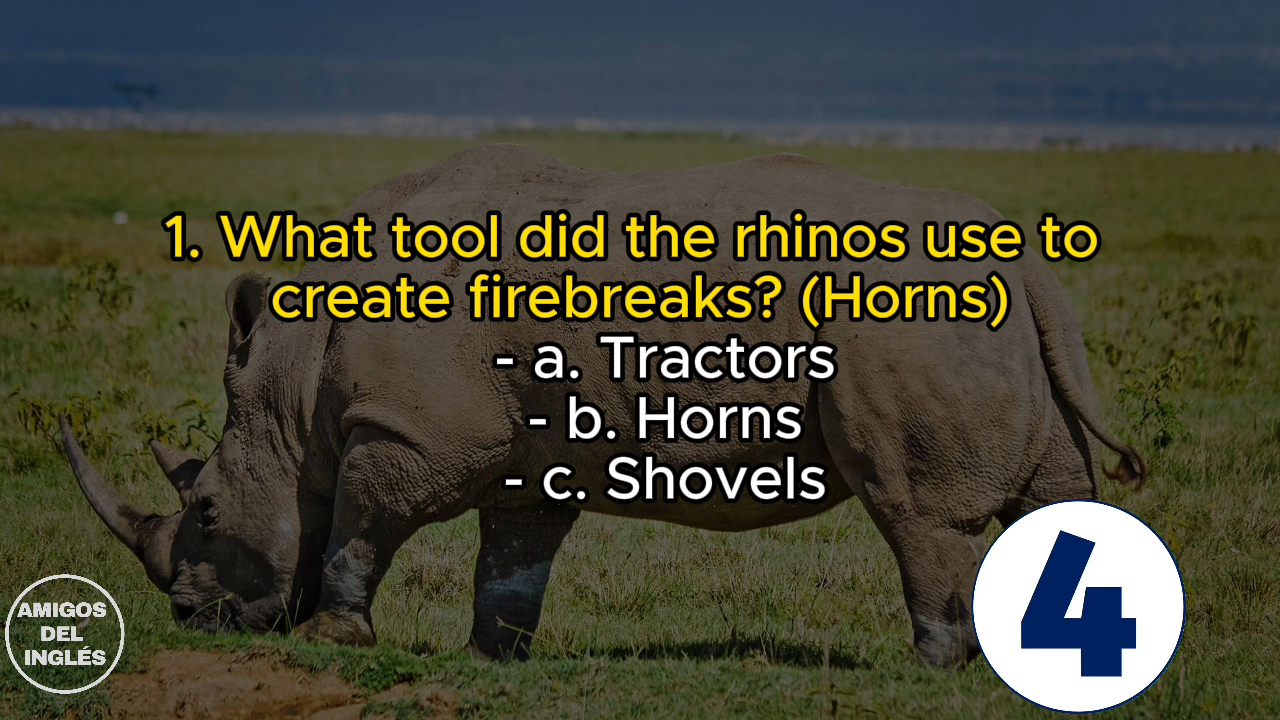 1. What tool did the rhinos use to
create firebreaks? (Horns)
- a. Tractors
- b. Horns
- c. Shovels
4
AMIGOS
DEL
INGLÉS